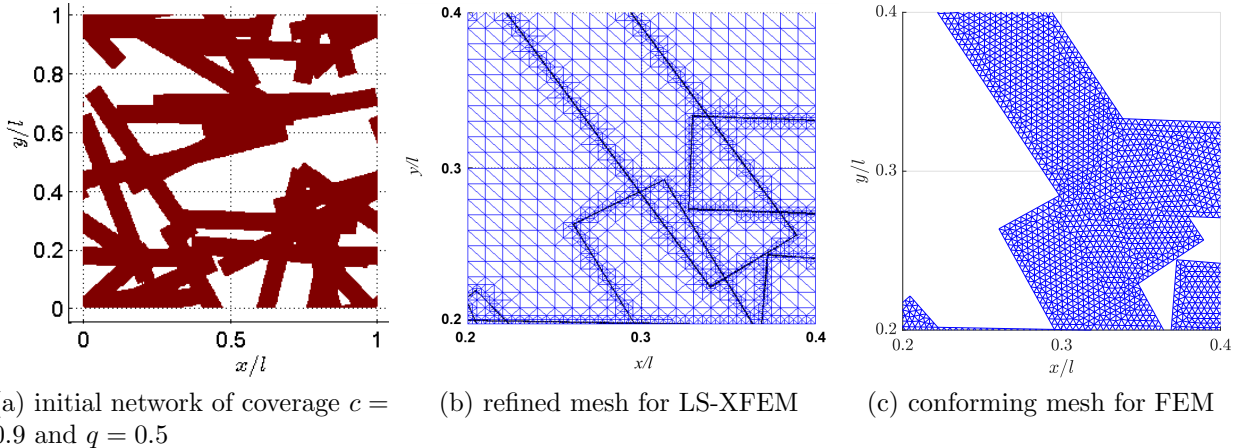 1
0.8
0.6
0.4
0.2
0
0
0.5
1
y/l
x/l
0.4
0.3
0.2
0.2
0.3
0.4
y/l
x/l
0.4
0.3
0.2
0.2
0.3
0.4
y/l
x/l
a) initial network of coverage c =
0.9 and q = 0.5
(b) refined mesh for LS-XFEM
(c) conforming mesh for FEM